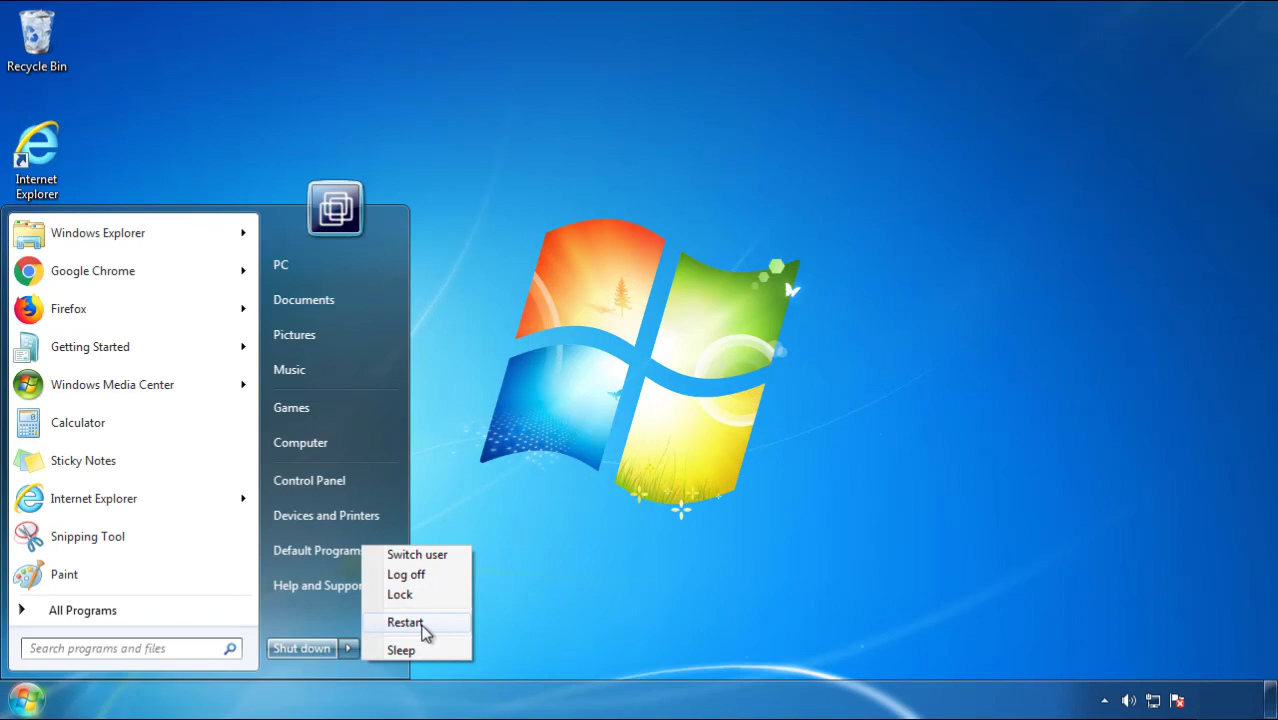 Recycle Bin
Internet
Explorer
Windows Explorer
Google Chrome
Firefox
Getting Started
Windows Media Center
Calculator
Sticky Notes
Internet Explorer
Snipping Tool
Paint
All Programs
Search programs and files
PC
Documents
Pictures
Music
Games
Computer
Control Panel
Devices and Printers
Default Program
Help and Suppor
Shut down
Switch user
Log off
Lock
Restart
Sleep